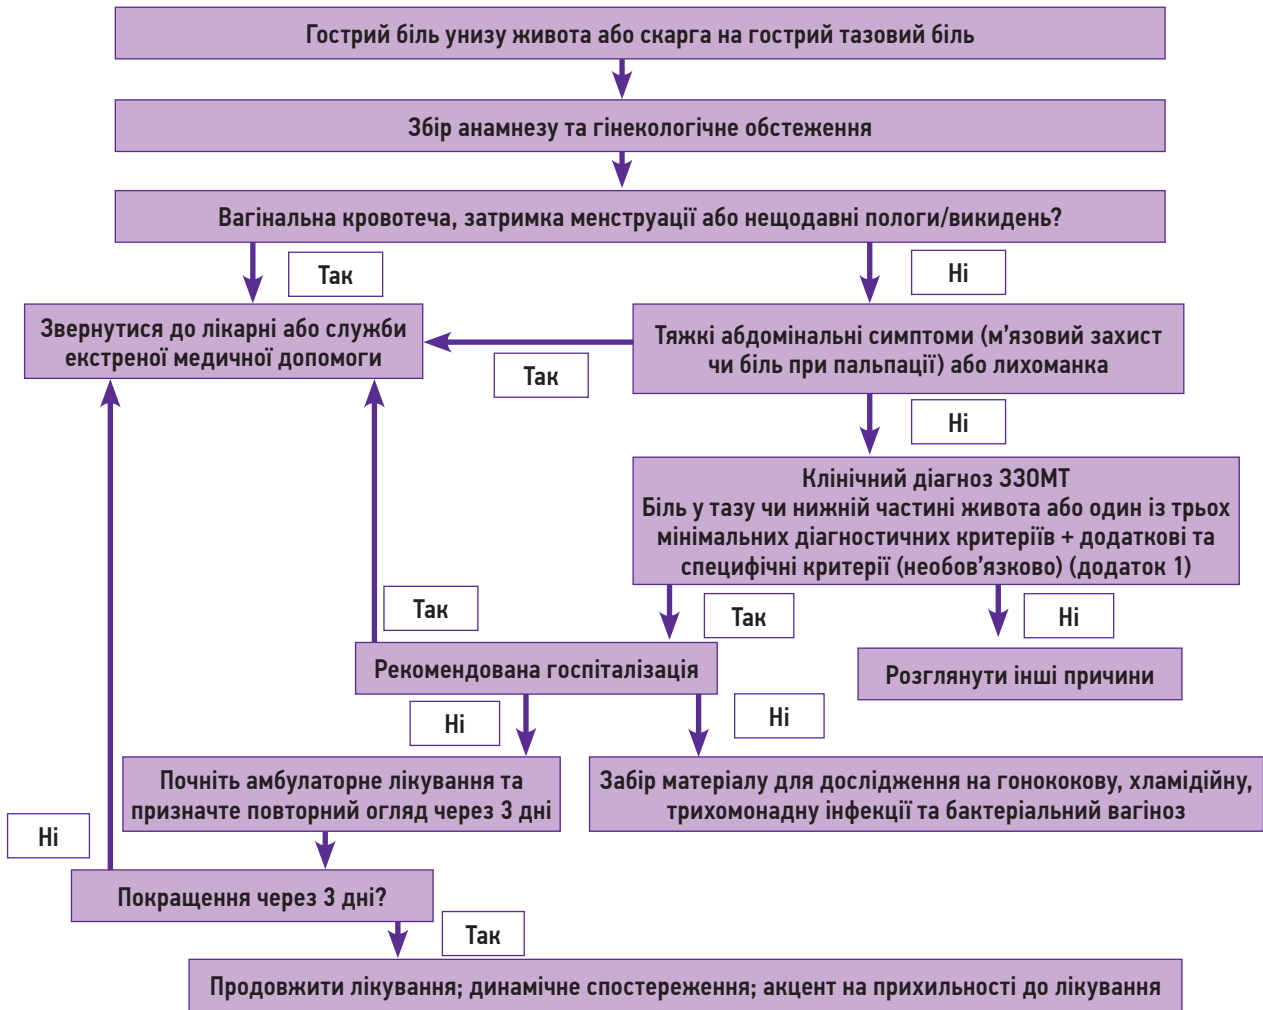 Гострий біль унизу живота або скарга на гострий тазовий біль
Збір анамнезу та гінекологічне обстеження
Вагінальна кровотеча, затримка менструації або нещодавні пологи/викидень?
Так
Ні
Звернутися до лікарні або служби
екстреної медичної допомоги
Тяжкі абдомінальні симптоми (м’язовий захист
чи біль при пальпації) або лихоманка
Так
Ні
Клінічний діагноз ЗЗОМТ
Біль у тазу чи нижній частині живота або один із трьох
мінімальних діагностичних критеріїв + додаткові та
специфічні критерії (необов’язково) (додаток 1)
Так
Так
Ні
Рекомендована госпіталізація
Розглянути інші причини
Ні
Ні
Почніть амбулаторне лікування та
призначте повторний огляд через 3 дні
Забір матеріалу для дослідження на гонококову, хламідійну,
трихомонадну інфекції та бактеріальний вагіноз
Ні
Покращення через 3 дні?
Так
Продовжити лікування; динамічне спостереження; акцент на прихильності до лікування